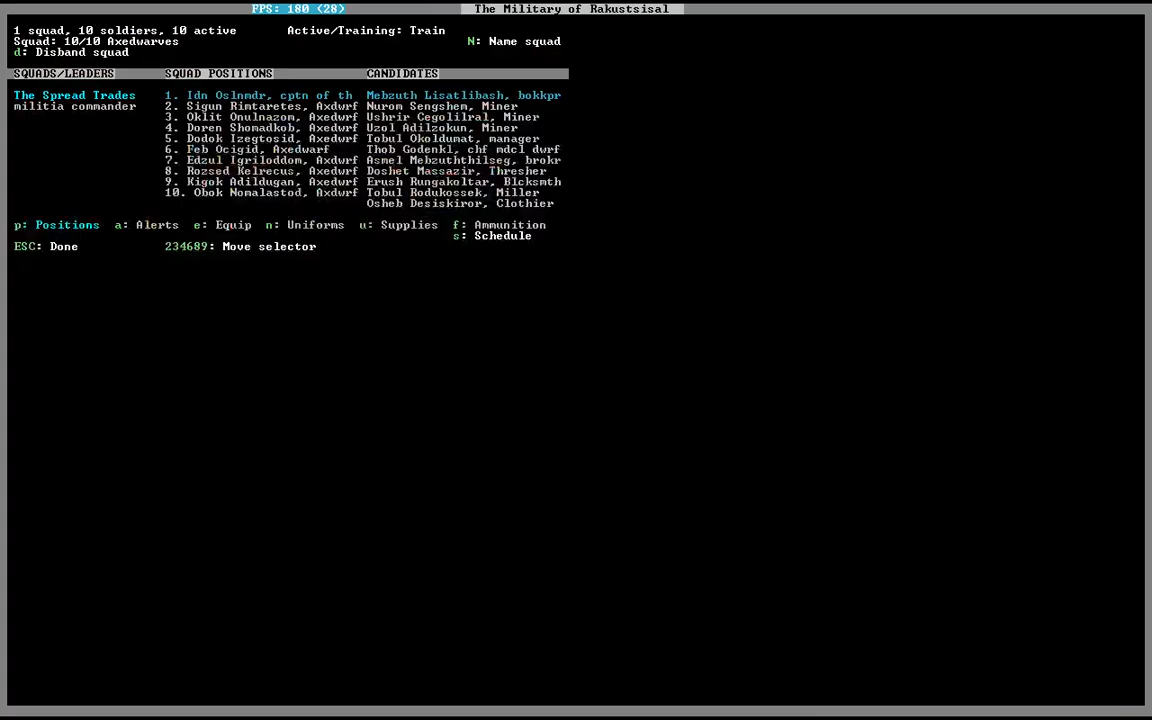 FPS: 180 (28) The Military of Rakustsisal
1 squad, 10 soldiers, 10 active Active/Training: Train
Squad: 10/10 Axedwarves N: Name squad
d: Disband squad
SQUADS/LEADERS SQUAD POSITIONS CANDIDATES
The Spread Trades 1. Idn Oslnmdr, cptn of th Mebzuth Lisatlibash, bokkpr
militia commander 2. Sigun Rimtaretes, Axdwrf Nurom Sengshem, Miner
3. Oklit Onulnazom, Axedwarf Ushrir Cegolilral, Miner
4. Doren Shomadkob, Axedwarf Uzol Adilzokun, Miner
5. Dodok Izegtosid, Axedwarf Tobul Okoldumat, manager
6. Feb Ocigid, Axedwarf Thob Godenkl, chf mdcl dwrf
7. Edzul Igriloddom, Axdwrf Asmel Mebzuththilseg, brokr
8. Rozsed Kelrecus, Axedwarf Doshet Massazir, Thresher
9. Kigok Adildugan, Axedwarf Erush Rungakoltar, Blcksmth
10. Obok Nomalastod, Axdwrf Tobul Rodukossek, Miller
Osheb Desiskiror, Clothier
p: Positions a: Alerts e: Equip n: Uniforms u: Supplies f: Ammunition
s: Schedule
ESC: Done 234689: Move selector